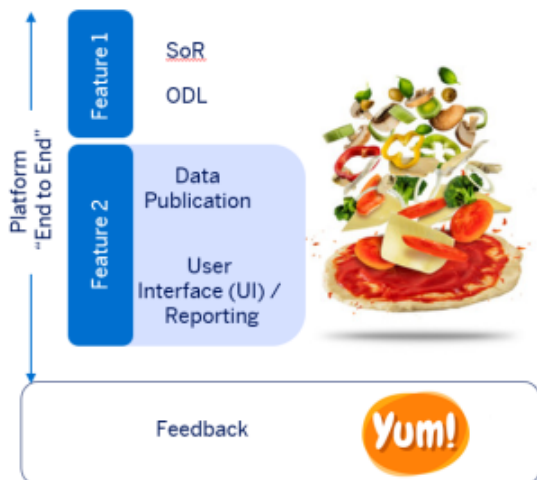 Platform
“End to End”
Feature 1
SoR
ODL
Feature 2
Data
Publication
User
Interface (UI) /
Reporting
Feedback
Yum!